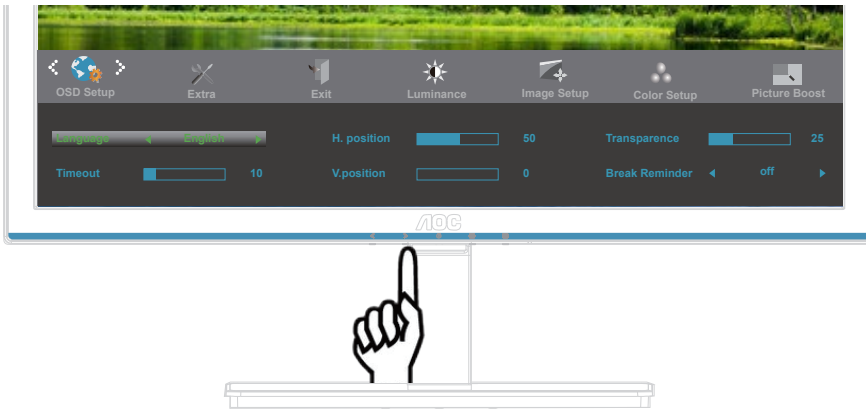 OSD Setup Extra Exit Luminance Image Setup Color Setup Picture Boost
Language English H. position 50 Transparence 25
Timeout 10 V.position 0 Break Reminder off
AOC